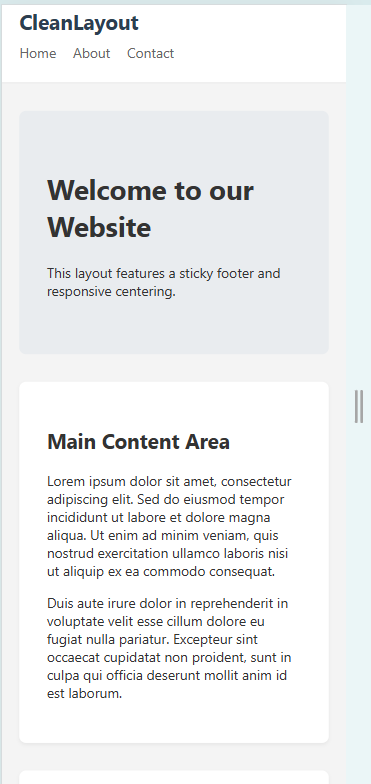 CleanLayout
Home About Contact
Welcome to our
Website
This layout features a sticky footer and
responsive centering.
Main Content Area
Lorem ipsum dolor sit amet, consectetur
adipiscing elit. Sed do eiusmod tempor
incididunt ut labore et dolore magna
aliqua. Ut enim ad minim veniam, quis
nostrud exercitation ullamco laboris nisi
ut aliquip ex ea commodo consequat.
Duis aute irure dolor in reprehenderit in
voluptate velit esse cillum dolore eu
fugiat nulla pariatur. Excepteur sint
occaecat cupidatat non proident, sunt in
culpa qui officia deserunt mollit anim id
est laborum.